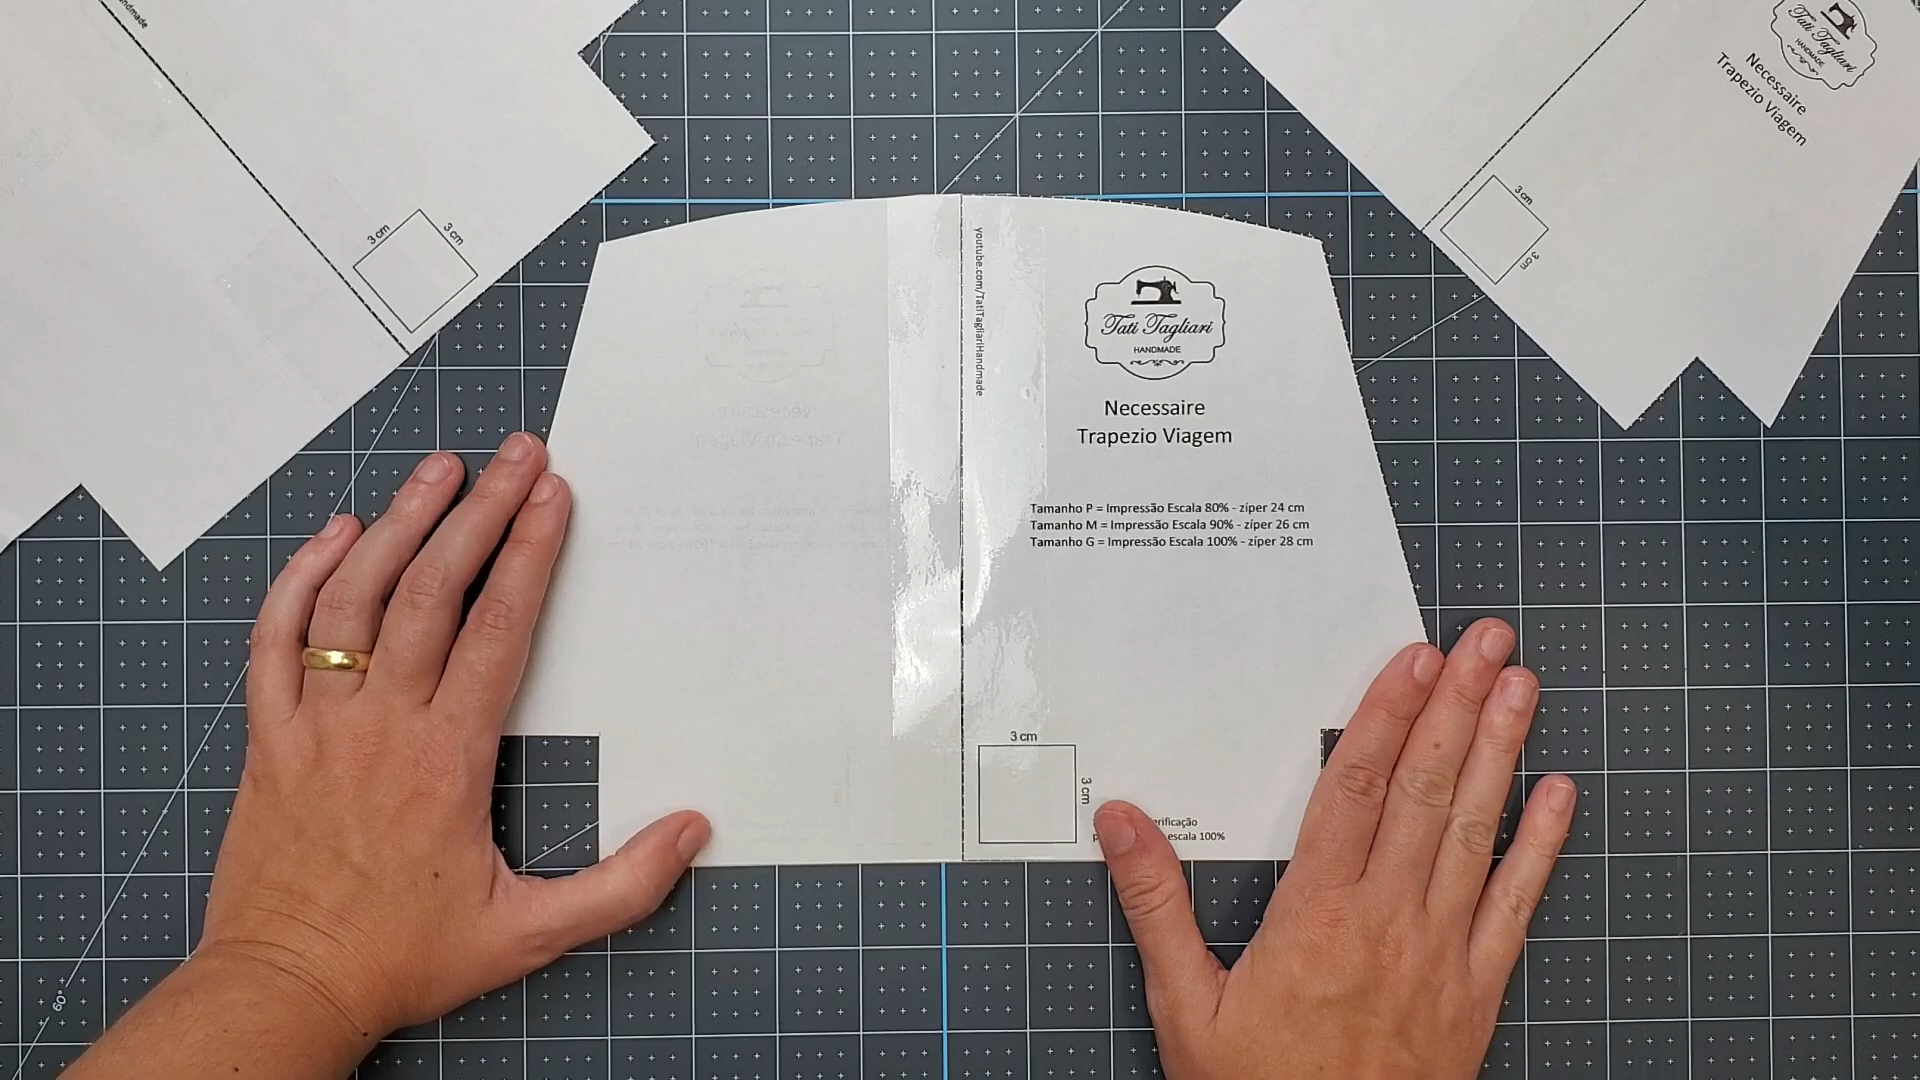 ndmade
3 cm
3 cm
Tati Tagliari
HANDMADE
Necessaire
Trapezio Viagem
3 cm
3 cm
youtube.com/TatiTagliariHandmade
Tati Tagliari
HANDMADE
Necessaire
Trapezio Viagem
Tamanho P = Impressão Escala 80% - zíper 24 cm
Tamanho M = Impressão Escala 90% - zíper 26 cm
Tamanho G = Impressão Escala 100% - zíper 28 cm
3 cm
3 cm
erificação
escala 100%
60°